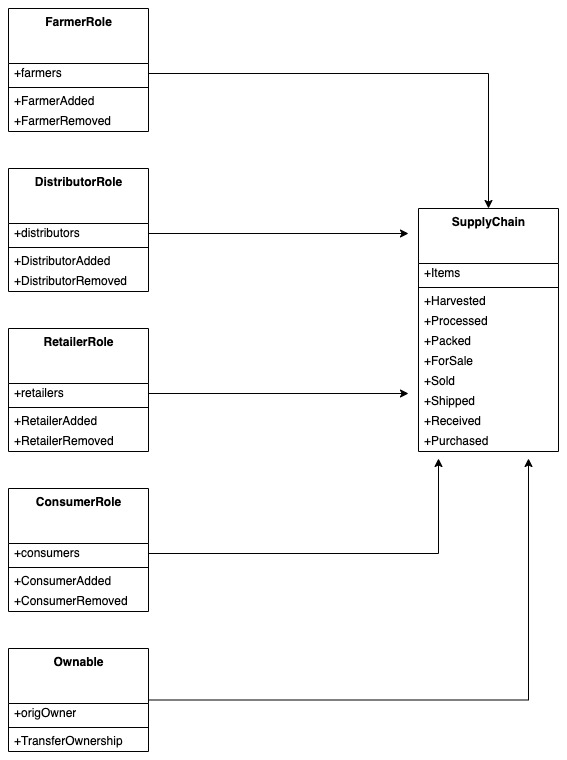 FarmerRole
+farmers
+FarmerAdded
+FarmerRemoved
DistributorRole
+distributors
+DistributorAdded
+DistributorRemoved
SupplyChain
+Items
+Harvested
+Processed
+Packed
+ForSale
+Sold
+Shipped
+Received
+Purchased
RetailerRole
+retailers
+RetailerAdded
+RetailerRemoved
ConsumerRole
+consumers
+ConsumerAdded
+ConsumerRemoved
Ownable
+origOwner
+TransferOwnership